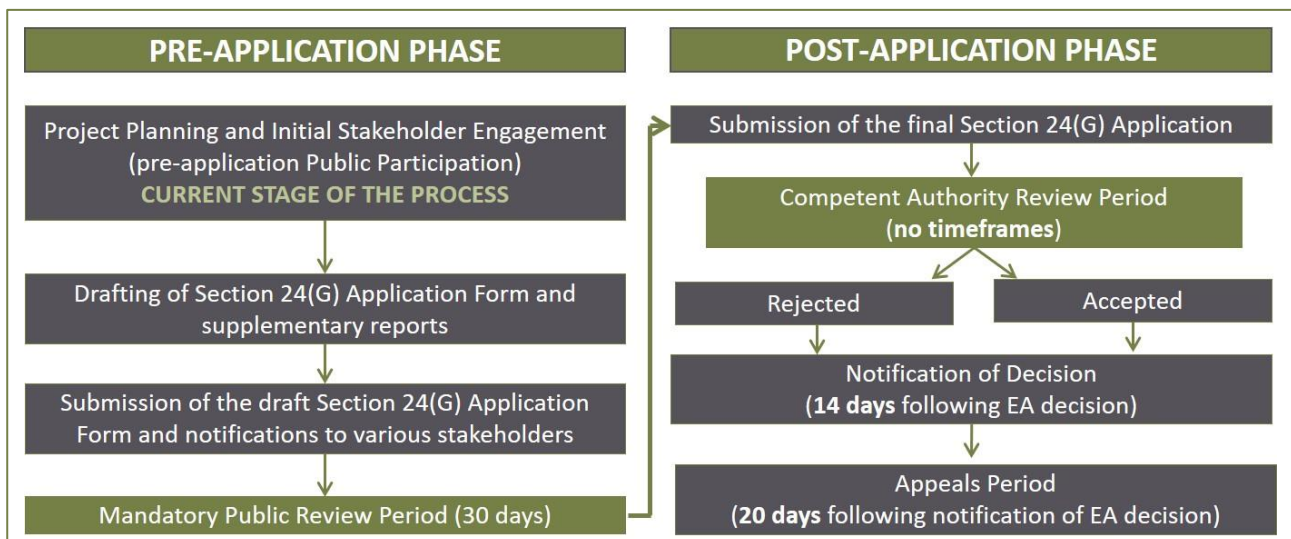 PRE-APPLICATION PHASE
Project Planning and Initial Stakeholder Engagement
(pre-application Public Participation)
CURRENT STAGE OF THE PROCESS
Drafting of Section 24(G) Application Form and
supplementary reports
Submission of the draft Section 24(G) Application
Form and notifications to various stakeholders
Mandatory Public Review Period (30 days)
POST-APPLICATION PHASE
Submission of the final Section 24(G) Application
Competent Authority Review Period
(no timeframes)
Rejected
Accepted
Notification of Decision
(14 days following EA decision)
Appeals Period
(20 days following notification of EA decision)